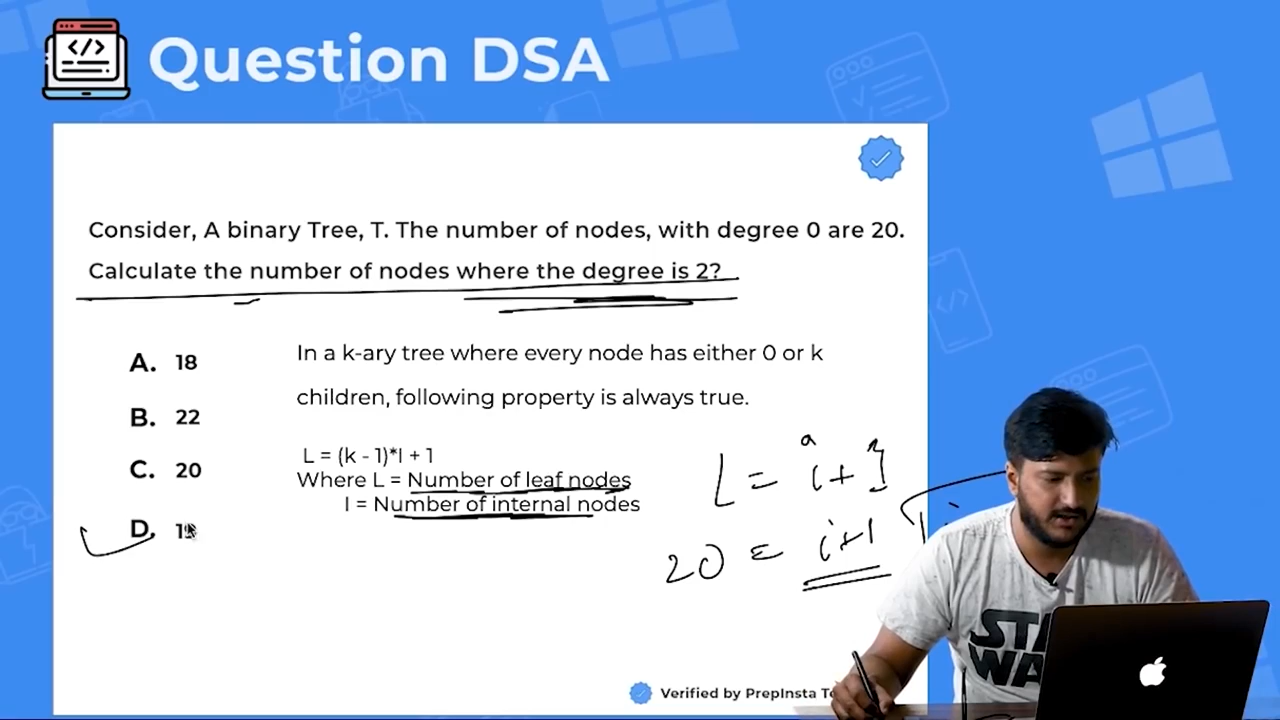 Question DSA
Consider, A binary Tree, T. The number of nodes, with degree 0 are 20.
Calculate the number of nodes where the degree is 2?
A. 18
B. 22
C. 20
D.
In a k-ary tree where every node has either 0 or k
children, following property is always true.
L = (k - 1)*I + 1
Where L = Number of leaf nodes
I = Number of internal nodes
20 = i+1
STAR
WA
Verified by PrepInsta